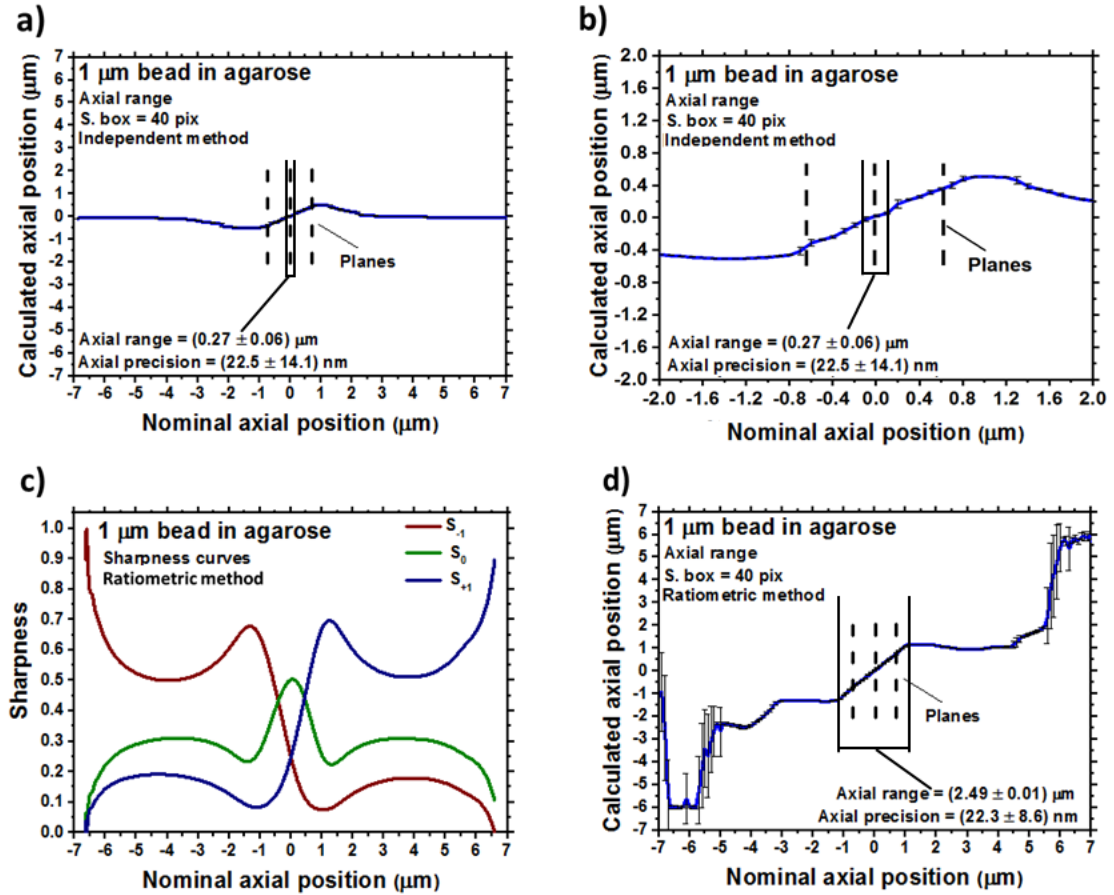 a)
Calculated axial position (μm)
7
6
5
4
3
2
1
0
-1
-2
-3
-4
-5
-6
-7
1 μm bead in agarose
Axial range
S. box = 40 pix
Independent method
Planes
Axial range = (0.27 ± 0.06) μm
Axial precision = (22.5 ± 14.1) nm
-7 -6 -5 -4 -3 -2 -1 0 1 2 3 4 5 6 7
Nominal axial position (μm)
b)
Calculated axial position (μm)
2.0
1.6
1.2
0.8
0.4
0.0
-0.4
-0.8
-1.2
-1.6
-2.0
1 μm bead in agarose
Axial range
S. box = 40 pix
Independent method
Planes
Axial range = (0.27 ± 0.06) μm
Axial precision = (22.5 ± 14.1) nm
-2.0 -1.6 -1.2 -0.8 -0.4 0.0 0.4 0.8 1.2 1.6 2.0
Nominal axial position (μm)
c)
Sharpness
1.0
0.9
0.8
0.7
0.6
0.5
0.4
0.3
0.2
0.1
0.0
1 μm bead in agarose
Sharpness curves
Ratiometric method
S-1
S0
S+1
-7 -6 -5 -4 -3 -2 -1 0 1 2 3 4 5 6 7
Nominal axial position (μm)
d)
Calculated axial position (μm)
7
6
5
4
3
2
1
0
-1
-2
-3
-4
-5
-6
-7
1 μm bead in agarose
Axial range
S. box = 40 pix
Ratiometric method
Planes
Axial range = (2.49 ± 0.01) μm
Axial precision = (22.3 ± 8.6) nm
-7 -6 -5 -4 -3 -2 -1 0 1 2 3 4 5 6 7
Nominal axial position (μm)